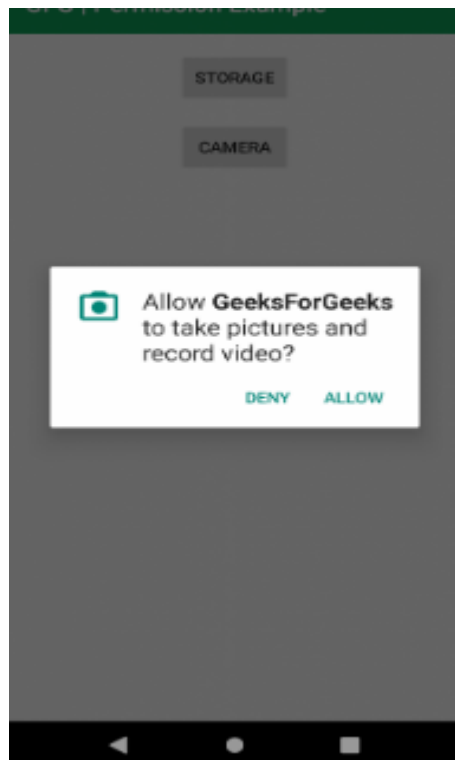 STORAGE
CAMERA
Allow GeeksForGeeks
to take pictures and
record video?
DENY ALLOW